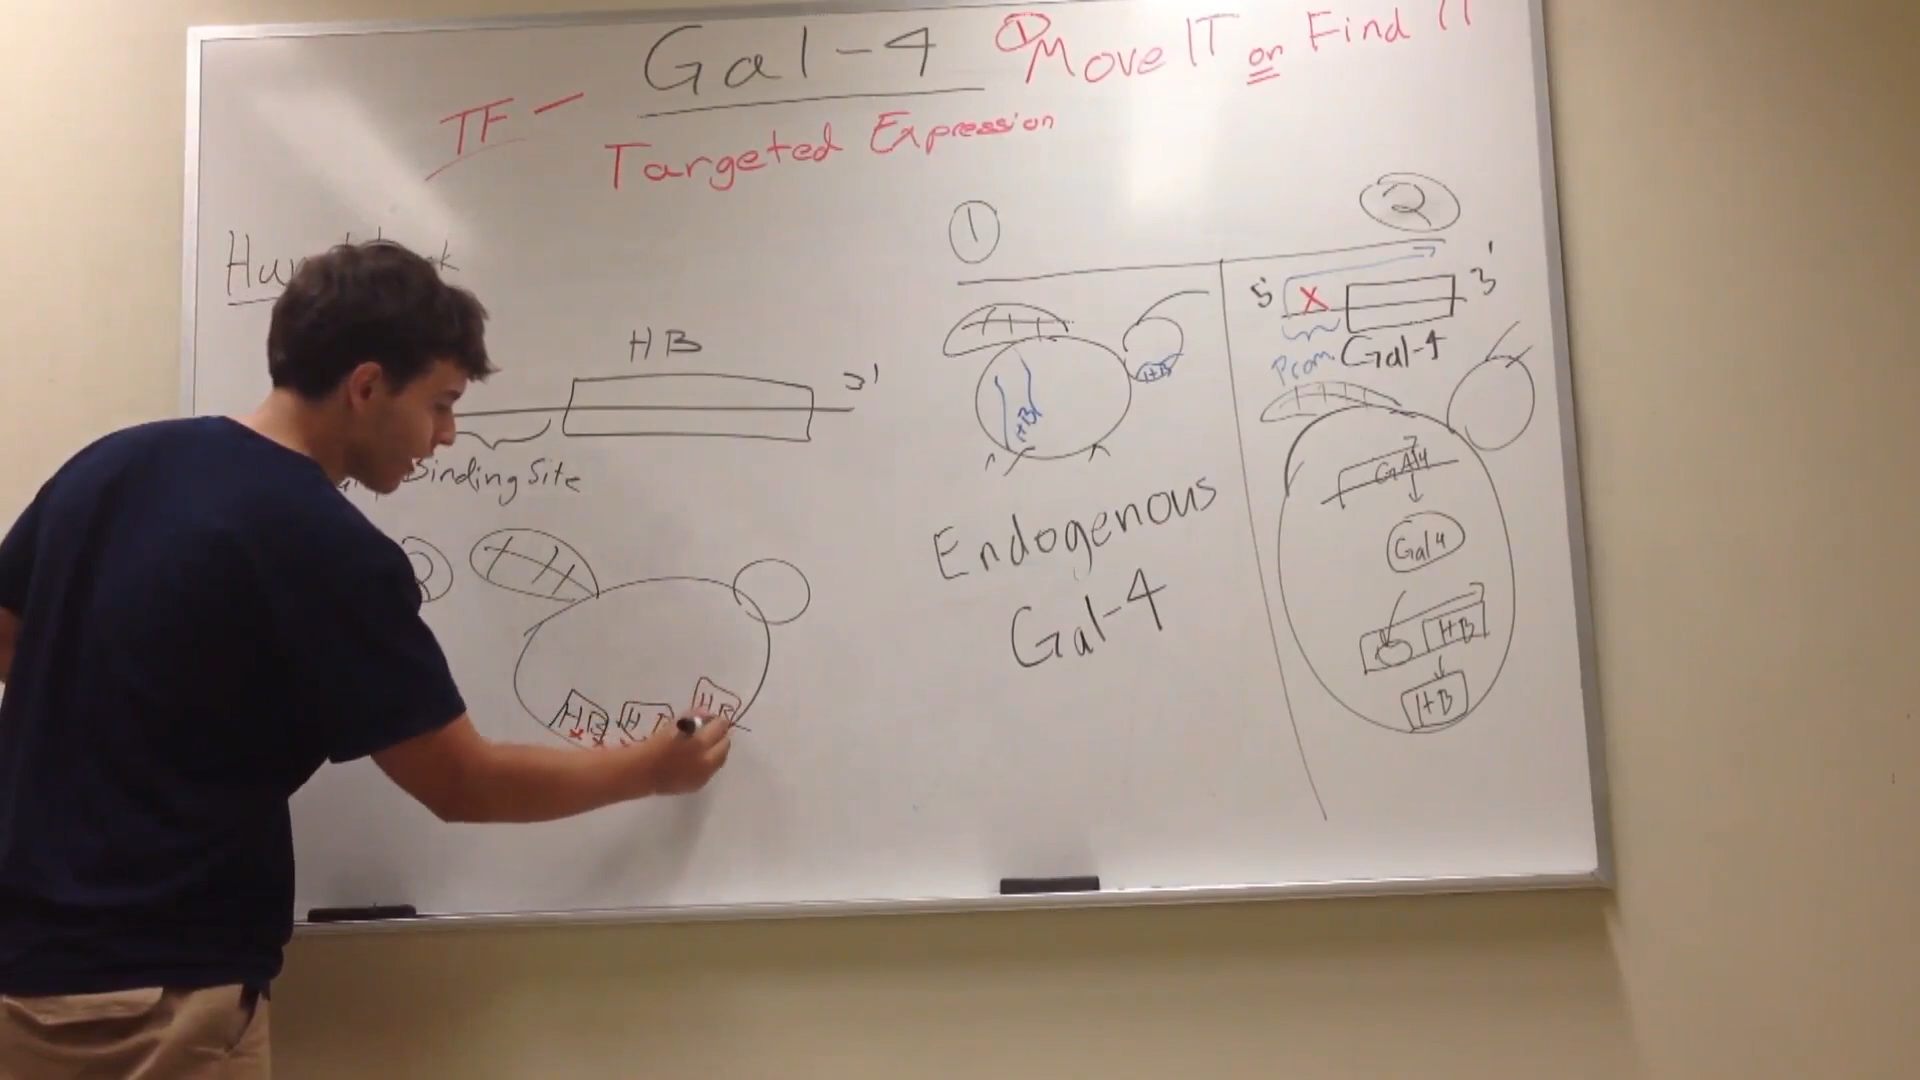 Gal-4 ① Move IT or Find IT
TF -
Targeted Expression
①
②
HB
3'
5'
X
3'
Prom.
Gal-4
Binding Site
HB
HB
Gal4
Endogenous
Gal-4
Gal4
HB
HB
HB
HB